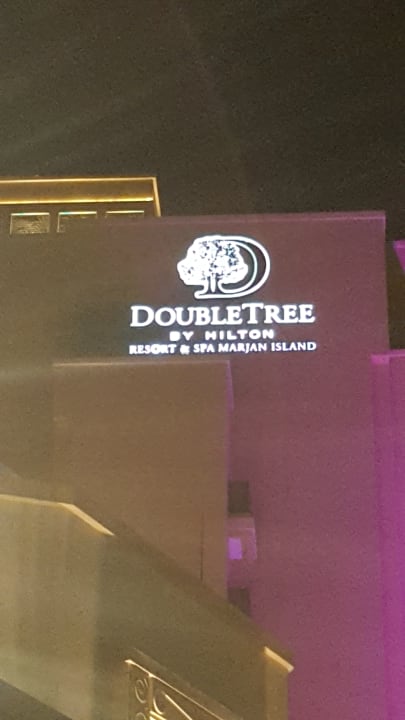 DOUBLETREE
BY HILTON
RESORT & SPA MARJAN ISLAND